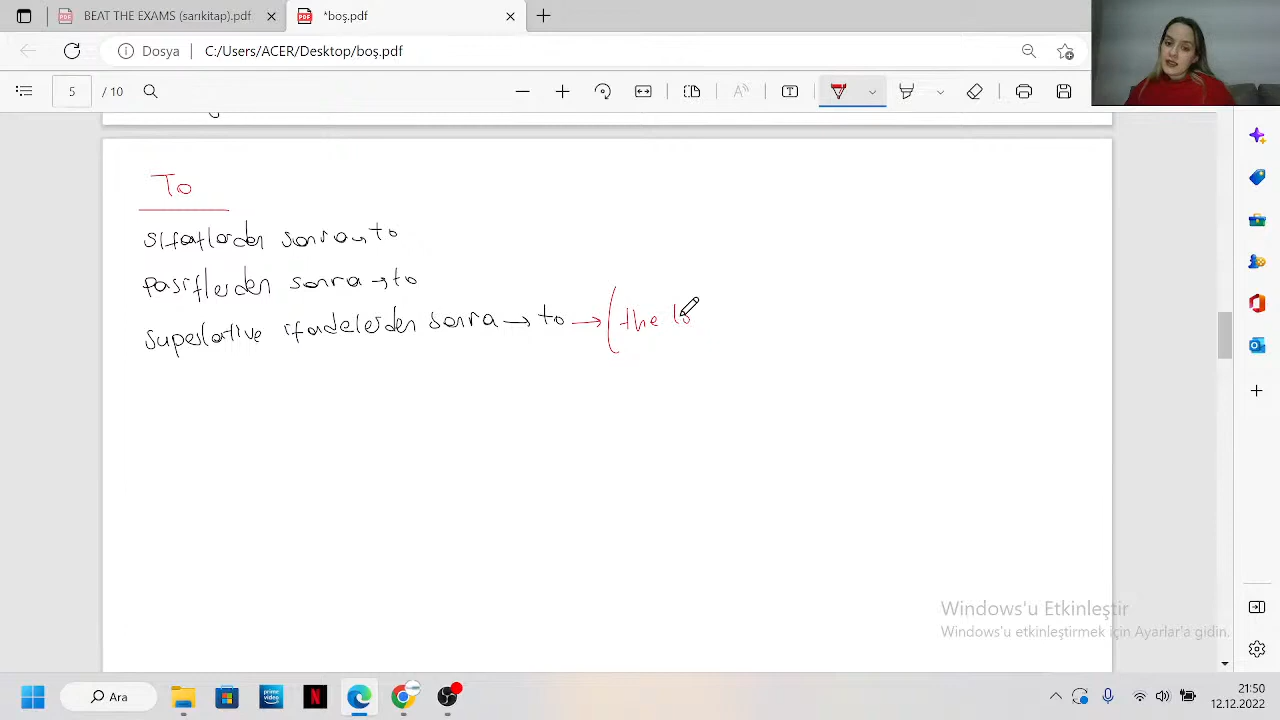 BEAT THE EXAMS (sarıkitap).pdf
*boş.pdf
Dosya
C:/Users/ACER/Desktop/boş.pdf
5 / 10
To
sıfatlardan sonra → to
pasiflerden sonra → to
superlative ifadelerden sonra → to → (the
Windows'u Etkinleştir
Windows'u etkinleştirmek için Ayarlar'a gidin.
Ara
prime video
N
21:50
12.12.2022